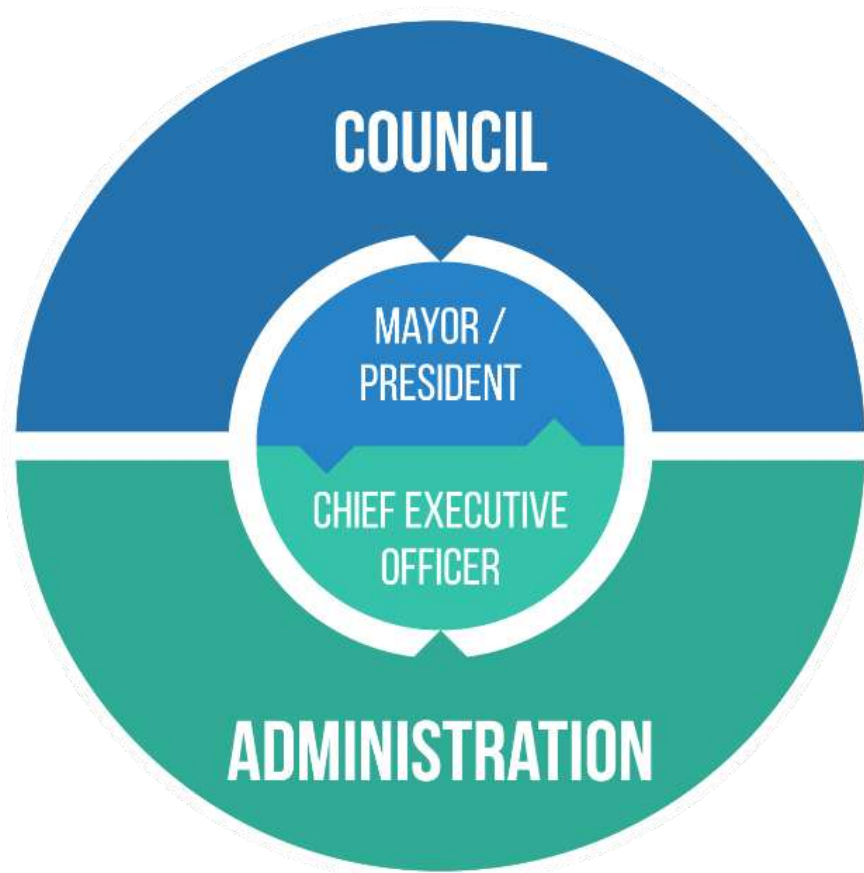 COUNCIL
MAYOR /
PRESIDENT
CHIEF EXECUTIVE
OFFICER
ADMINISTRATION